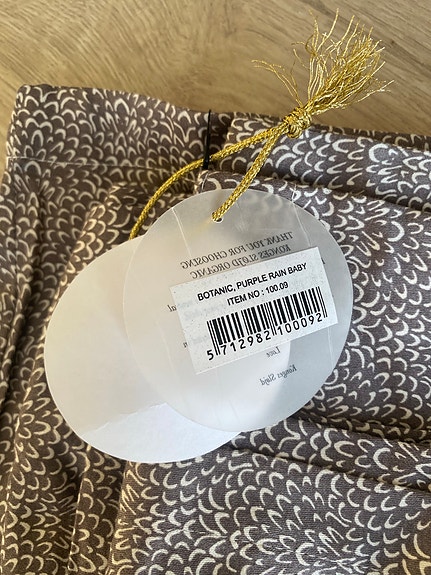 THANK YOU FOR CHOOSING
KONGES SLØJD ORGANIC
BOTANIC, PURPLE RAIN BABY
ITEM NO : 100.09
5 712982 100092
Love
Konges Sløjd